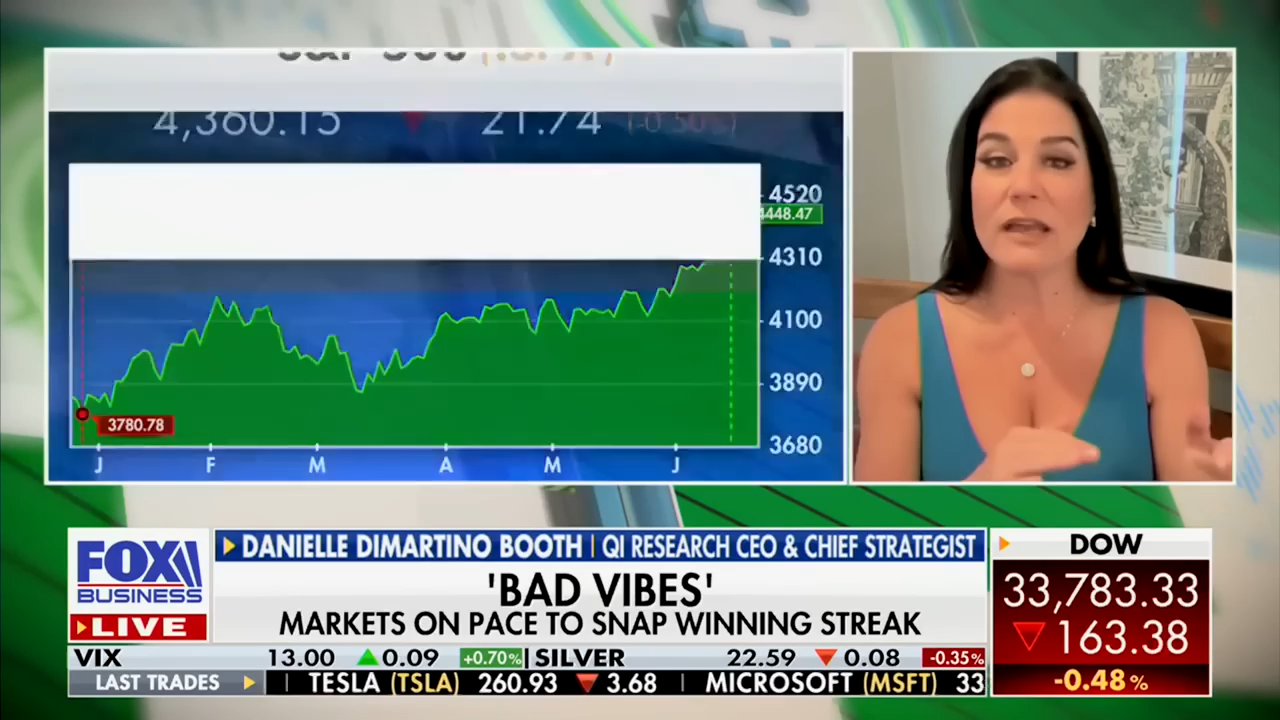 4,360.15 21.74 (-0.50%)
4520
4448.47
4310
4100
3890
3680
3780.78
J F M A M J
FOX
BUSINESS
LIVE
DANIELLE DIMARTINO BOOTH | QI RESEARCH CEO & CHIEF STRATEGIST
'BAD VIBES'
MARKETS ON PACE TO SNAP WINNING STREAK
DOW
33,783.33
163.38
-0.48%
VIX 13.00 0.09 +0.70% SILVER 22.59 0.08 -0.35%
LAST TRADES TESLA (TSLA) 260.93 3.68 | MICROSOFT (MSFT) 33